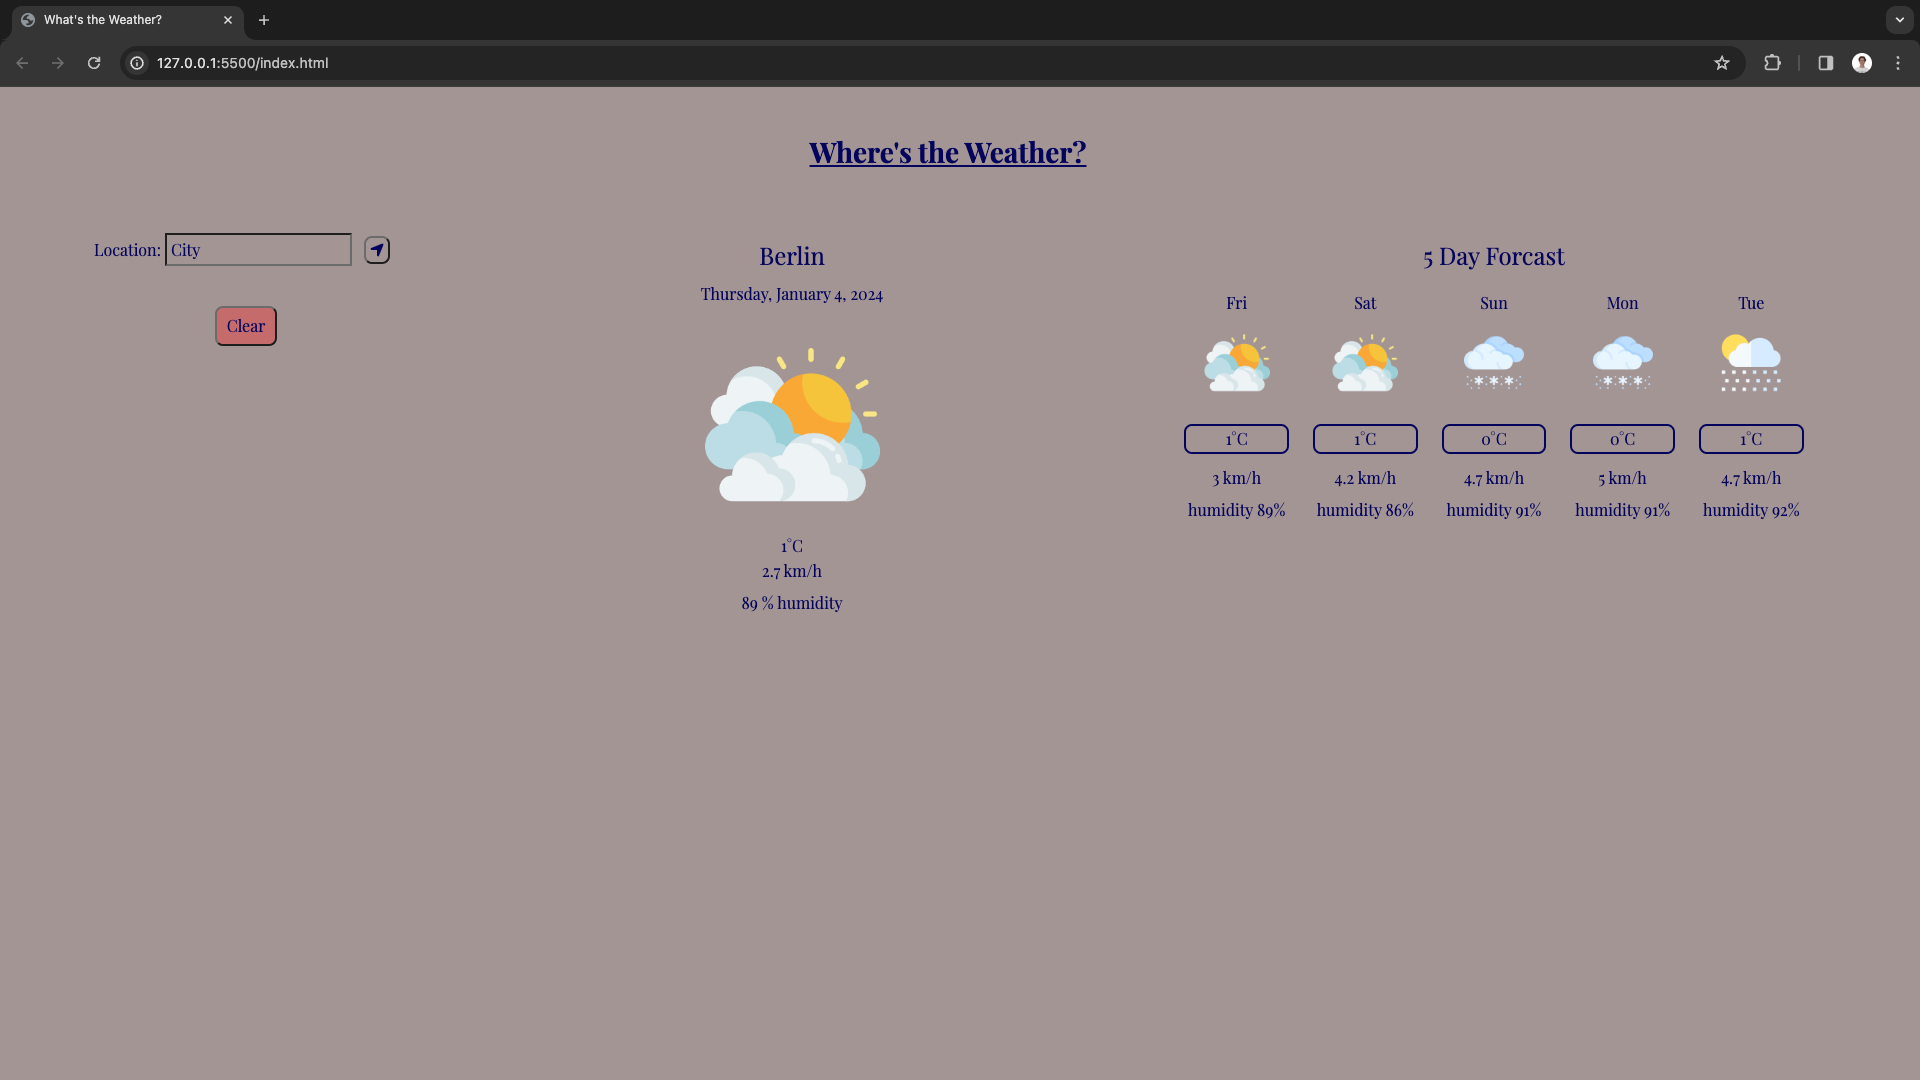 What's the Weather?
127.0.0.1:5500/index.html
Where's the Weather?
Location: City
Clear
Berlin
Thursday, January 4, 2024
1°C
2.7 km/h
89 % humidity
5 Day Forcast
Fri Sat Sun Mon Tue
1°C 1°C 0°C 0°C 1°C
3 km/h 4.2 km/h 4.7 km/h 5 km/h 4.7 km/h
humidity 89% humidity 86% humidity 91% humidity 91% humidity 92%